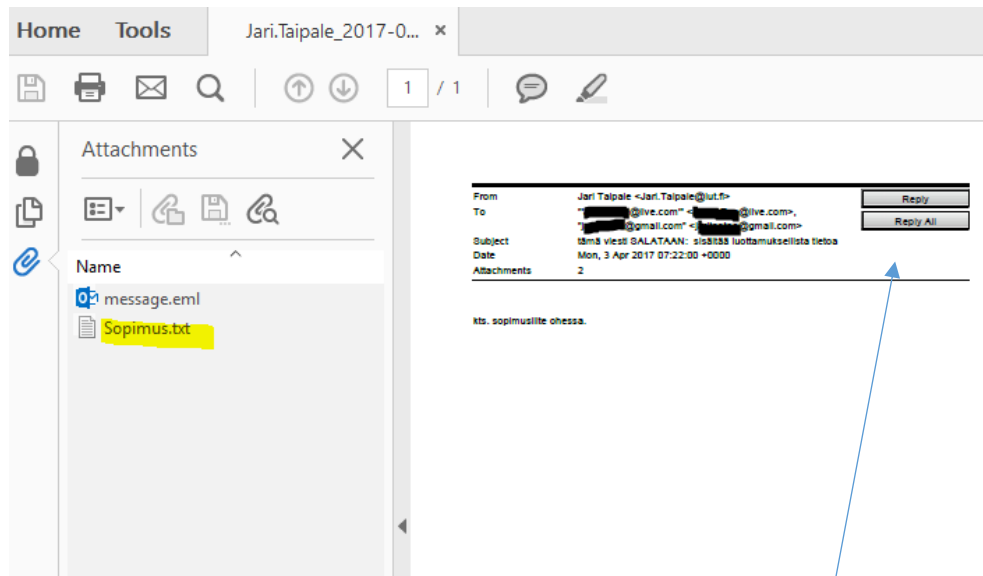 Home Tools Jari.Taipale_2017-0... ×
1 / 1
Attachments
Name
message.eml
Sopimus.txt
From Jari Taipale <Jari.Taipale@lut.fi> Reply
To "' @live.com'" < @live.com>,
"j @gmail.com" <j @gmail.com> Reply All
Subject tämä viesti SALATAAN: sisältää luottamuksellista tietoa
Date Mon, 3 Apr 2017 07:22:00 +0000
Attachments 2
kts. sopimusliite ohessa.